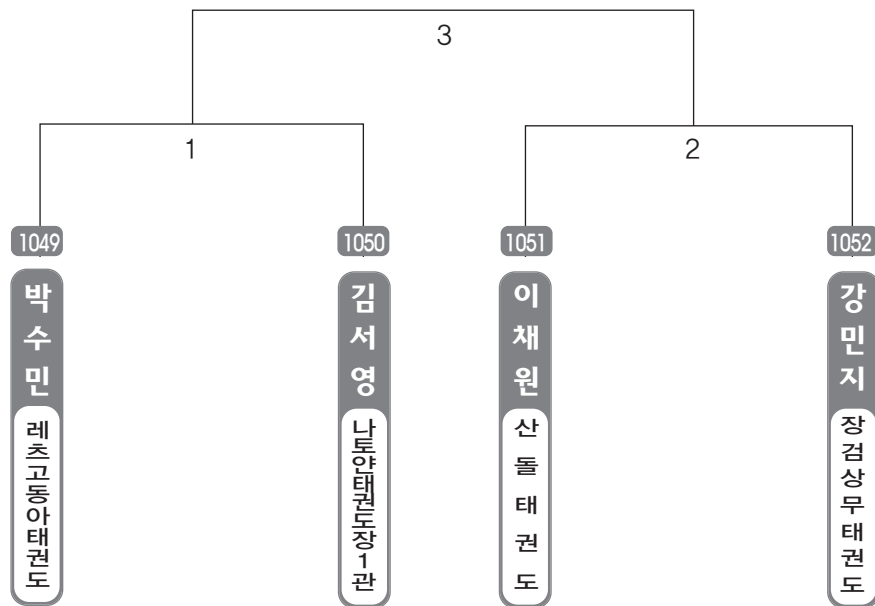 3
1
2
1049
1050
1051
1052
박수민
김서영
이채원
강민지
레츠고동아태권도
나토얀태권도장1관
산돌태권도
장검상무태권도